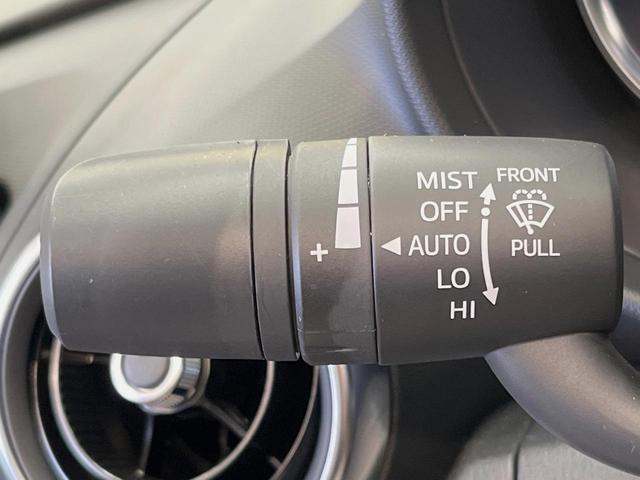 MIST
OFF
AUTO
LO
HI
FRONT
PULL
+